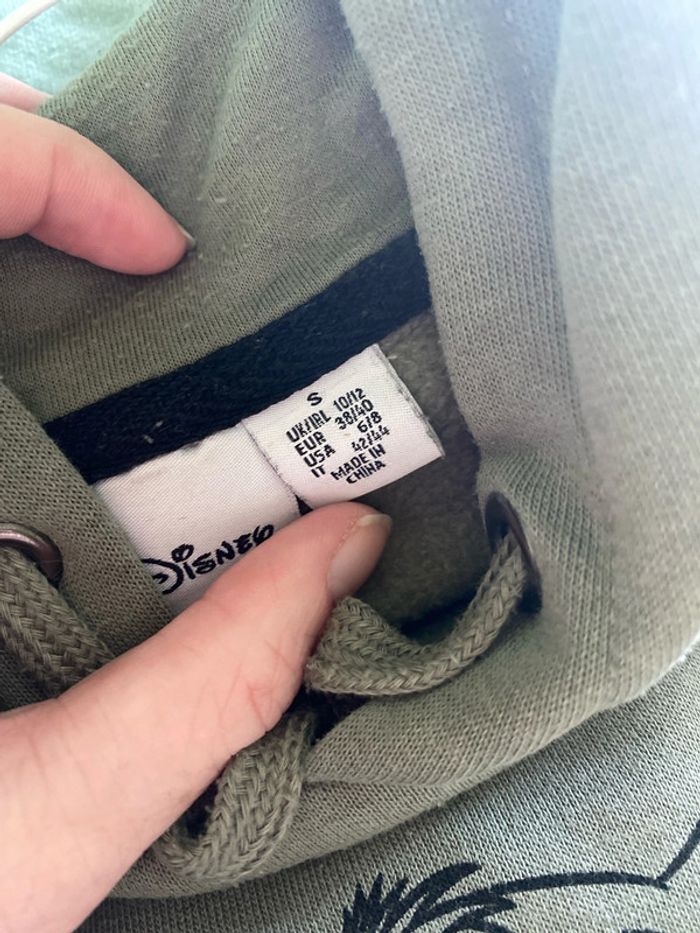 S
UK/IRL 10/12
EUR 38/40
USA 6/8
IT 42/44
MADE IN
CHINA
DISNEY